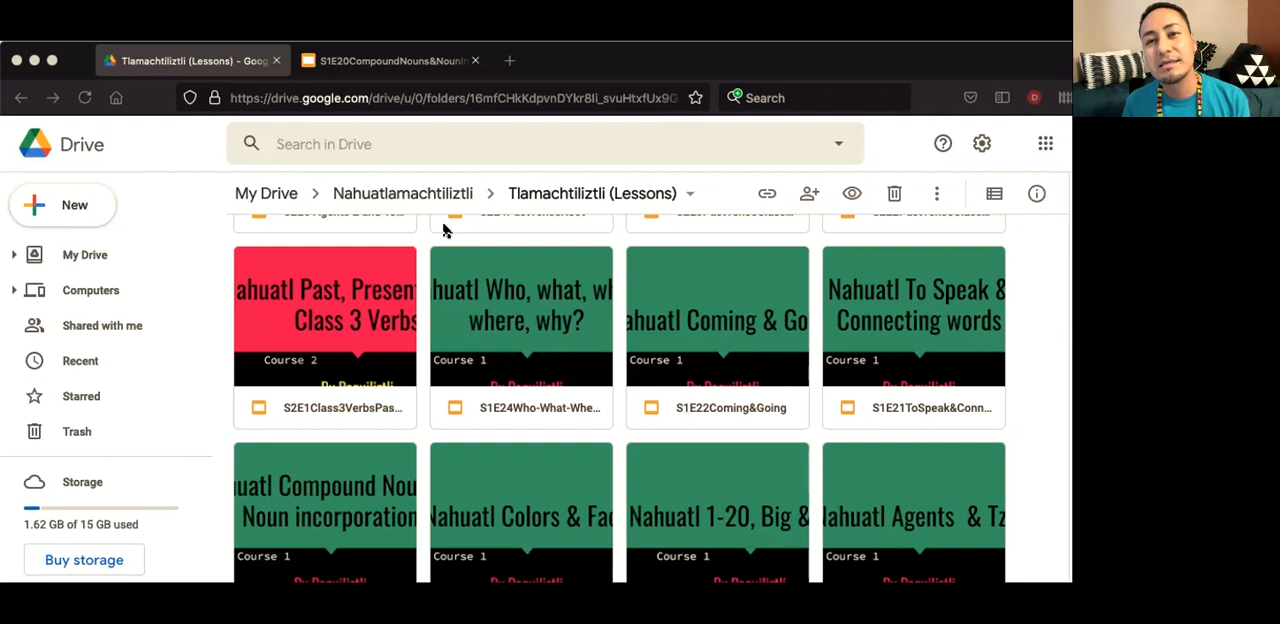 Tlamachtiliztli (Lessons) - Goog
S1E20CompoundNouns&NounIn
https://drive.google.com/drive/u/0/folders/16mfCHkKdpvnDYkr8Ii_svuHtxfUx9G
Search
Drive
Search in Drive
New
My Drive
Nahuatlamachtiliztli
Tlamachtiliztli (Lessons)
My Drive
Computers
Shared with me
Recent
Starred
Trash
Storage
1.62 GB of 15 GB used
Buy storage
ahuatl Past, Presen
Class 3 Verbs
Course 2
S2E1Class3VerbsPas...
huatl Who, what, wh
where, why?
Course 1
S1E24Who-What-Whe...
ahuatl Coming & Go
Course 1
S1E22Coming&Going
Nahuatl To Speak &
Connecting words
Course 1
S1E21ToSpeak&Conn...
uatl Compound Nou
Noun incorporation
Course 1
Nahuatl Colors & Fac
Course 1
Nahuatl 1-20, Big &
Course 1
Nahuatl Agents & Tz
Course 1